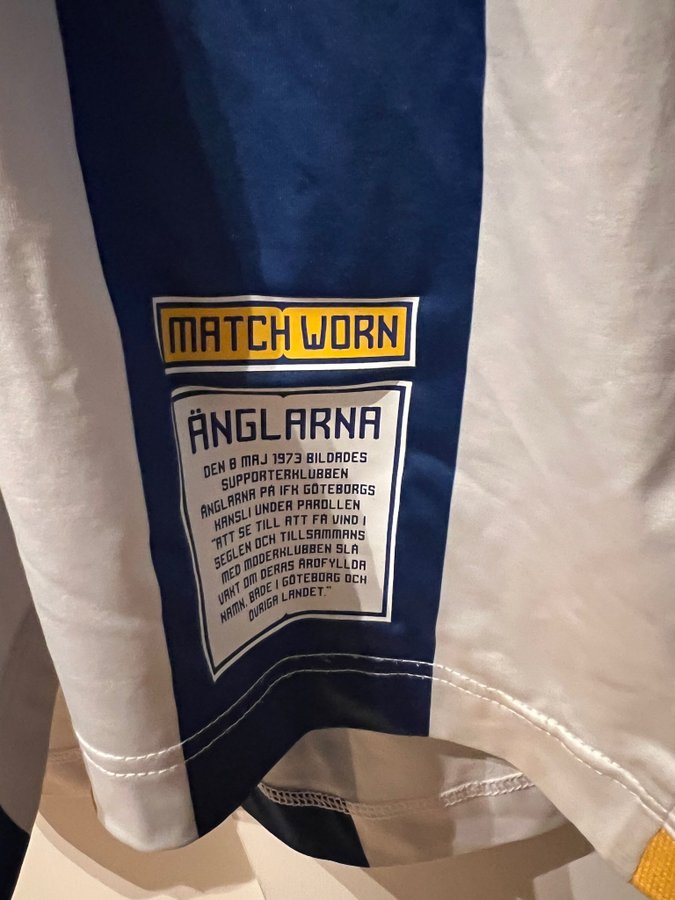 MATCH WORN
ÄNGLARNA
DEN 8 MAJ 1973 BILDADES
SUPPORTERKLUBBEN
ÄNGLARNA PÅ IFK GÖTEBORGS
KANSLI UNDER PAROLLEN
"ATT SE TILL ATT FÅ VIND I
SEGLEN OCH TILLSAMMANS
MED MODERKLUBBEN SLÅ
VAKT OM DERAS ÄROFYLLDA
NAMN, BÅDE I GÖTEBORG OCH
ÖVRIGA LANDET."